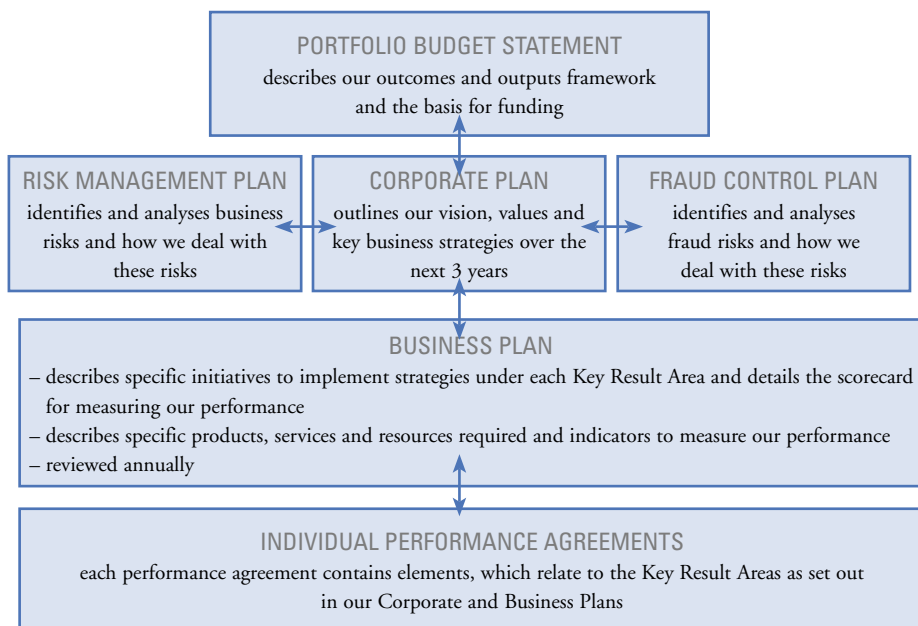 PORTFOLIO BUDGET STATEMENT
describes our outcomes and outputs framework
and the basis for funding
RISK MANAGEMENT PLAN
identifies and analyses business
risks and how we deal with
these risks
CORPORATE PLAN
outlines our vision, values and
key business strategies over the
next 3 years
FRAUD CONTROL PLAN
identifies and analyses
fraud risks and how we
deal with these risks
BUSINESS PLAN
– describes specific initiatives to implement strategies under each Key Result Area and details the scorecard
for measuring our performance
– describes specific products, services and resources required and indicators to measure our performance
– reviewed annually
INDIVIDUAL PERFORMANCE AGREEMENTS
each performance agreement contains elements, which relate to the Key Result Areas as set out
in our Corporate and Business Plans